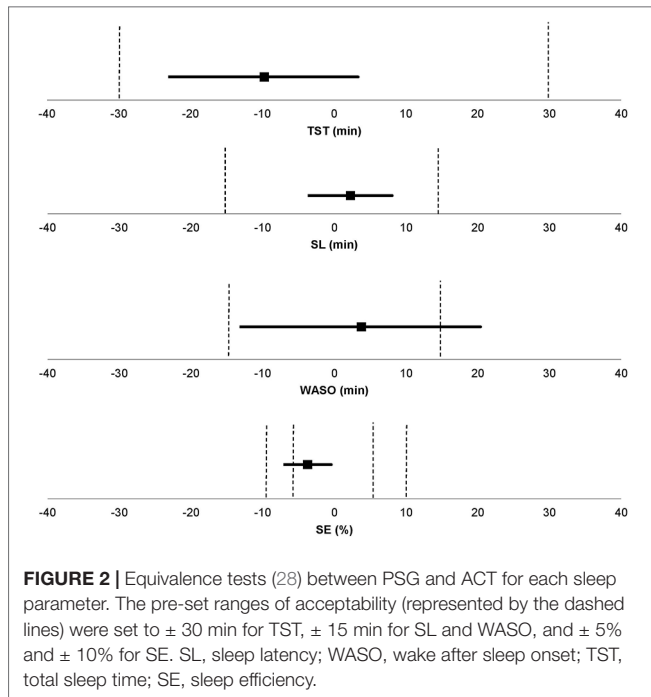 -40 -30 -20 -10 0 10 20 30 40
TST (min)
-40 -30 -20 -10 0 10 20 30 40
SL (min)
-40 -30 -20 -10 0 10 20 30 40
WASO (min)
-40 -30 -20 -10 0 10 20 30 40
SE (%)
FIGURE 2 | Equivalence tests (28) between PSG and ACT for each sleep
parameter. The pre-set ranges of acceptability (represented by the dashed
lines) were set to ± 30 min for TST, ± 15 min for SL and WASO, and ± 5%
and ± 10% for SE. SL, sleep latency; WASO, wake after sleep onset; TST,
total sleep time; SE, sleep efficiency.